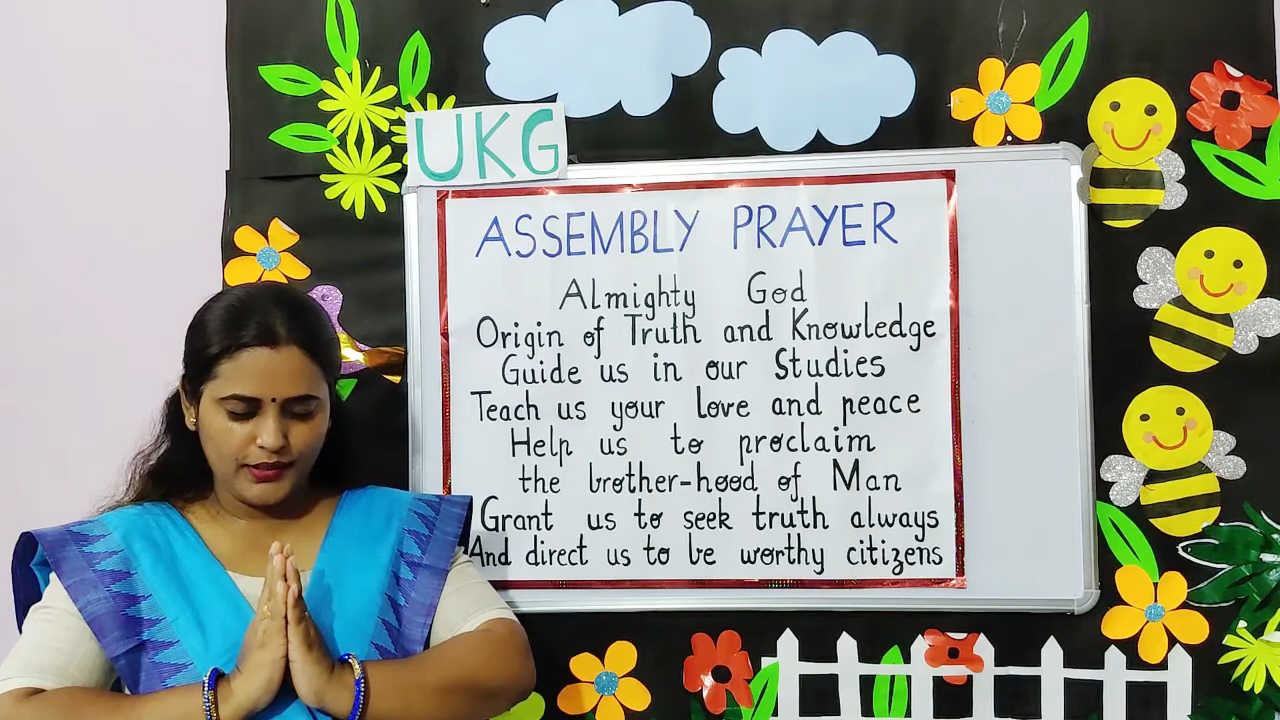 UKG
ASSEMBLY PRAYER
Almighty God
Origin of Truth and Knowledge
Guide us in our Studies
Teach us your love and peace
Help us to proclaim
the brother-hood of Man
Grant us to seek truth always
And direct us to be worthy citizens